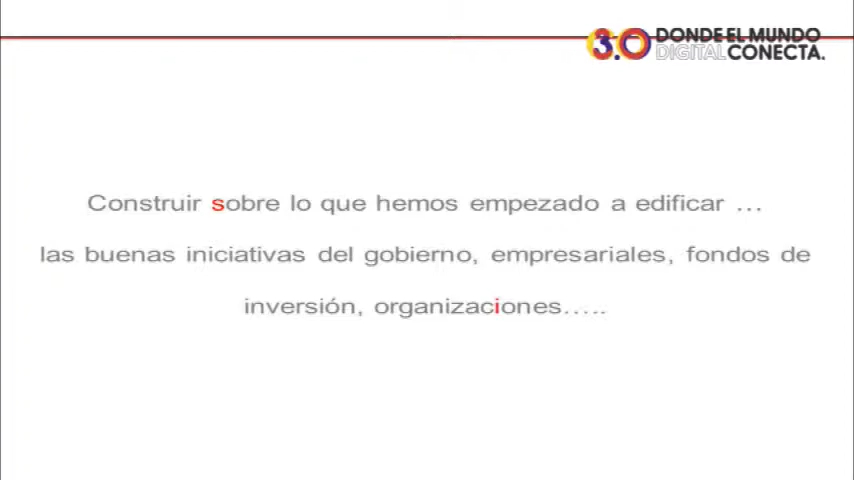 3.0 DONDE EL MUNDO
DIGITAL CONECTA.
Construir sobre lo que hemos empezado a edificar ...
las buenas iniciativas del gobierno, empresariales, fondos de
inversión, organizaciones.....